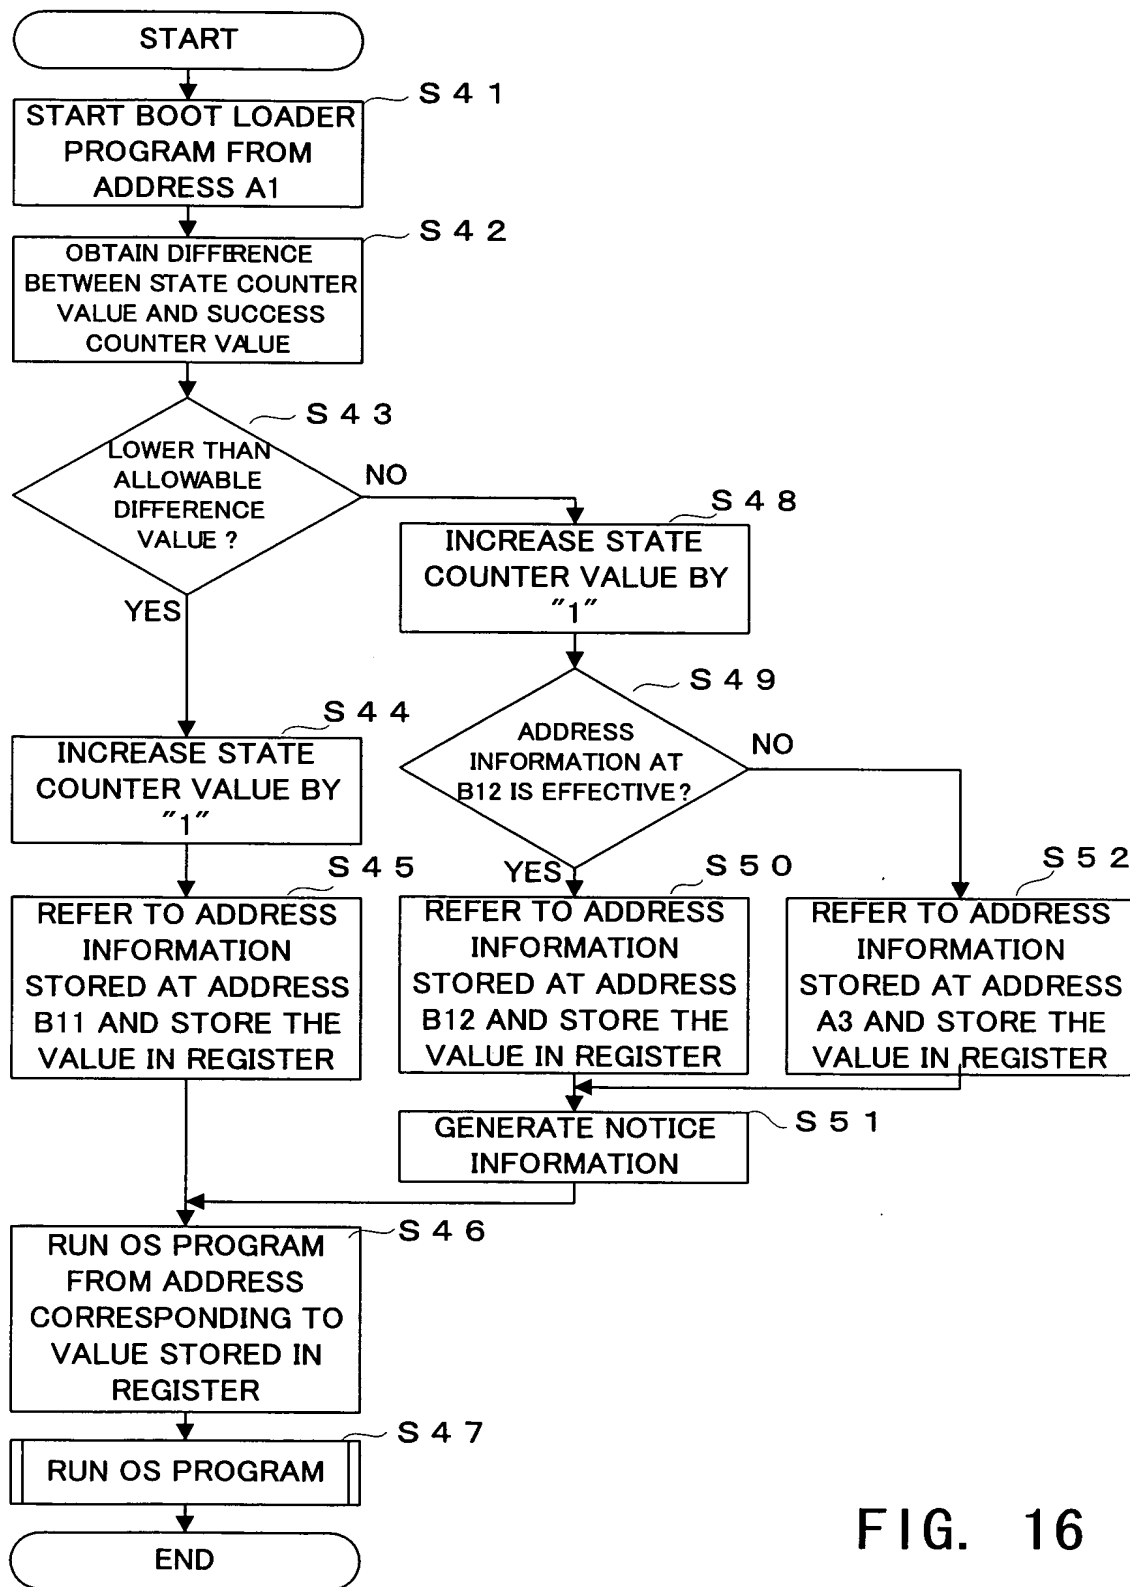 START
S41
START BOOT LOADER
PROGRAM FROM
ADDRESS A1
S42
OBTAIN DIFFERENCE
BETWEEN STATE COUNTER
VALUE AND SUCCESS
COUNTER VALUE
S43
LOWER THAN
ALLOWABLE
DIFFERENCE
VALUE?
NO
YES
S48
INCREASE STATE
COUNTER VALUE BY
"1"
S49
ADDRESS
INFORMATION AT
B12 IS EFFECTIVE?
NO
YES
S44
INCREASE STATE
COUNTER VALUE BY
"1"
S45
REFER TO ADDRESS
INFORMATION
STORED AT ADDRESS
B11 AND STORE THE
VALUE IN REGISTER
S50
REFER TO ADDRESS
INFORMATION
STORED AT ADDRESS
B12 AND STORE THE
VALUE IN REGISTER
S52
REFER TO ADDRESS
INFORMATION
STORED AT ADDRESS
A3 AND STORE THE
VALUE IN REGISTER
S51
GENERATE NOTICE
INFORMATION
S46
RUN OS PROGRAM
FROM ADDRESS
CORRESPONDING TO
VALUE STORED IN
REGISTER
S47
RUN OS PROGRAM
END
FIG. 16